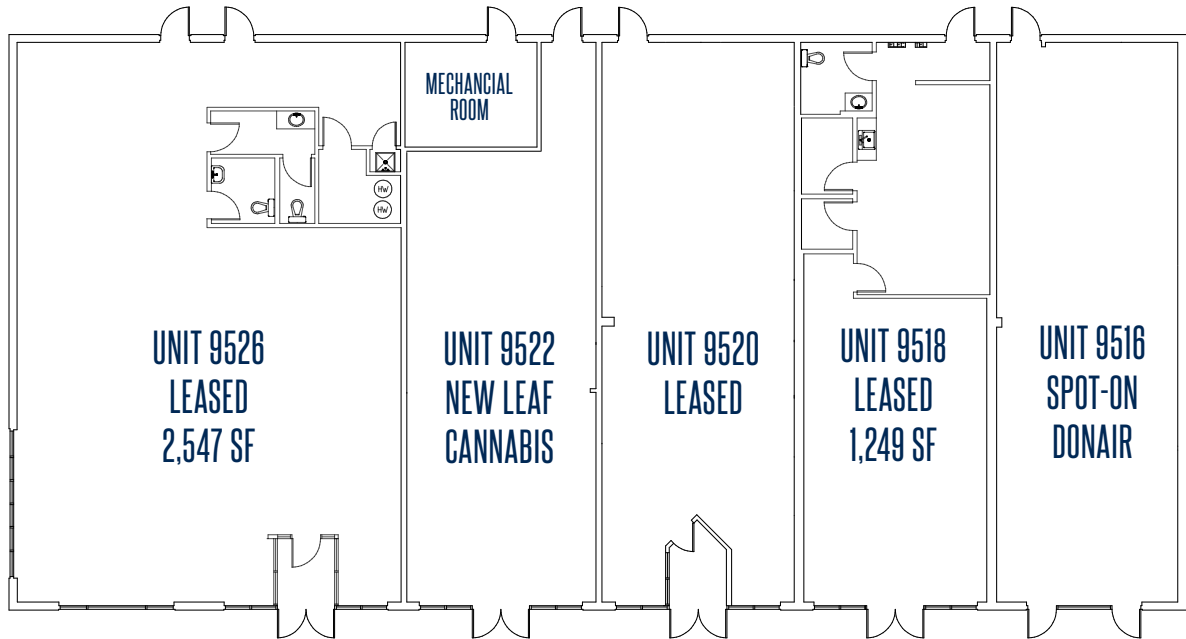 MECHANCIAL
ROOM
HW
HW
UNIT 9526
LEASED
2,547 SF
UNIT 9522
NEW LEAF
CANNABIS
UNIT 9520
LEASED
UNIT 9518
LEASED
1,249 SF
UNIT 9516
SPOT-ON
DONAIR